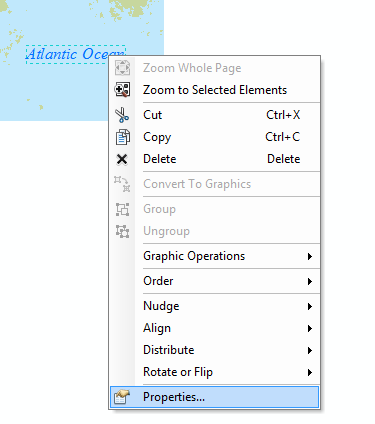 Atlantic Ocean
Zoom Whole Page
Zoom to Selected Elements
Cut Ctrl+X
Copy Ctrl+C
Delete Delete
Convert To Graphics
Group
Ungroup
Graphic Operations
Order
Nudge
Align
Distribute
Rotate or Flip
Properties...